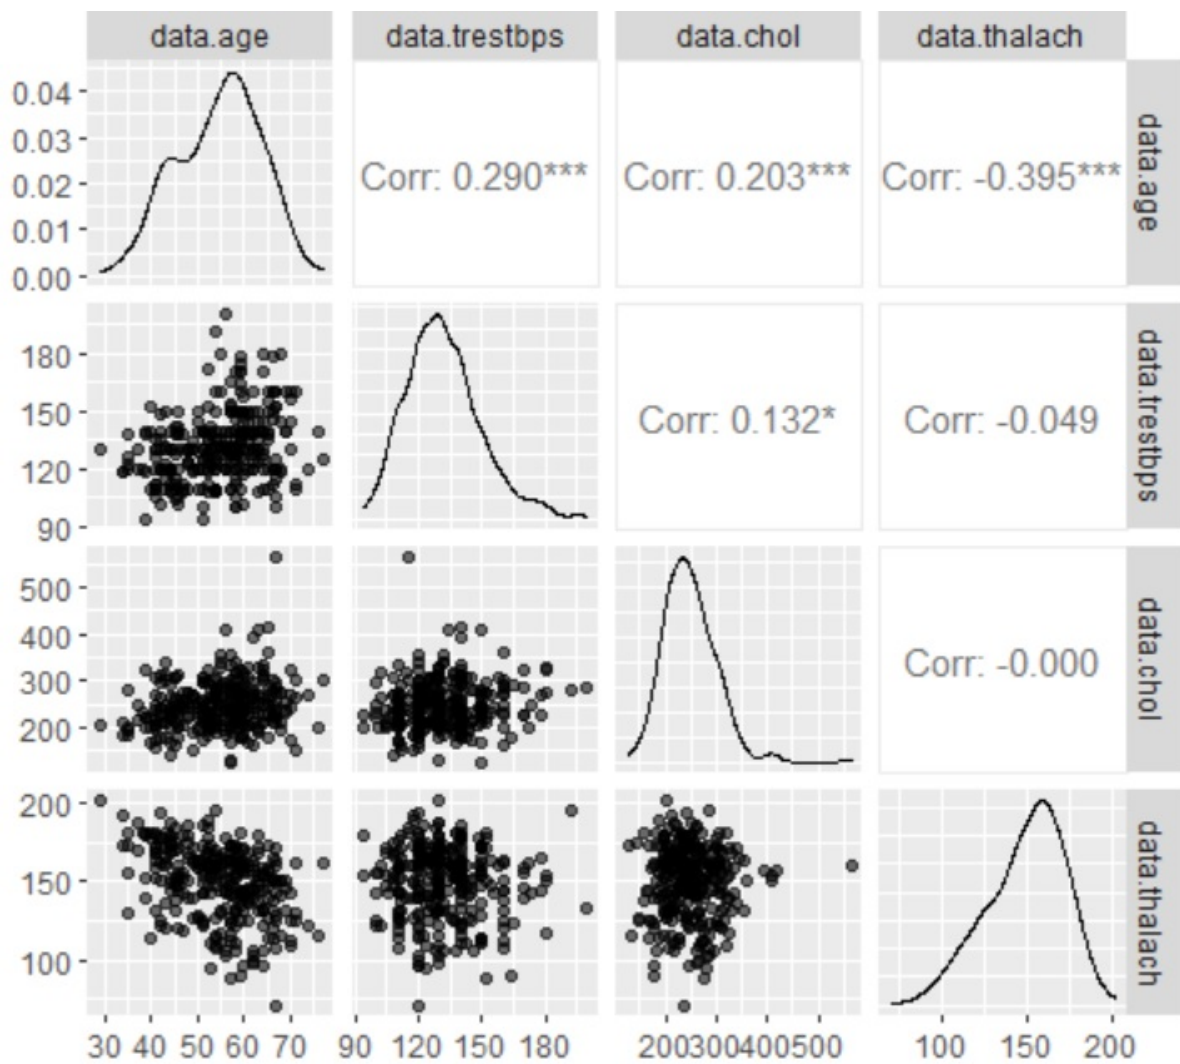 data.age data.trestbps data.chol data.thalach
0.04
0.03
0.02
0.01
0.00
Corr: 0.290*** Corr: 0.203*** Corr: -0.395***
data.age
180
150
120
90
Corr: 0.132* Corr: -0.049
data.trestbps
500
400
300
200
Corr: -0.000
data.chol
200
150
100
data.thalach
30 40 50 60 70 90 120 150 180 200300400500 100 150 200